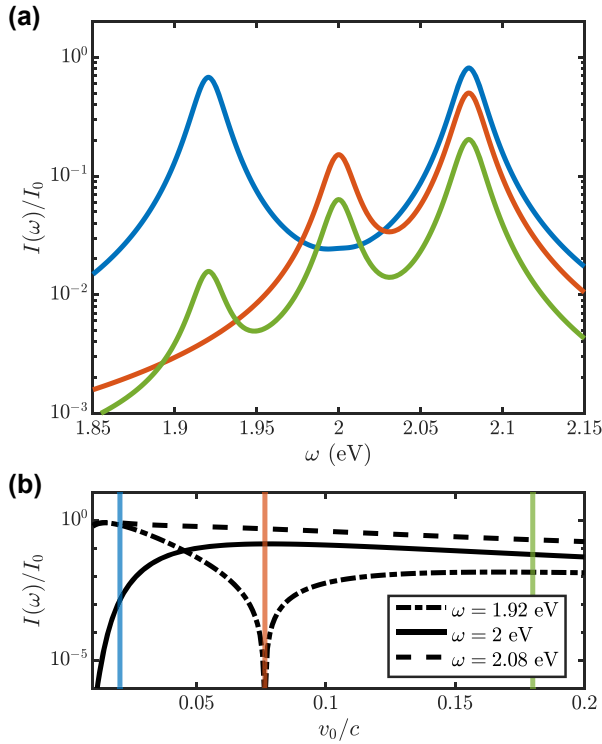 (a)
10^0
10^-1
10^-2
10^-3
I(ω)/I_0
1.85 1.9 1.95 2 2.05 2.1 2.15
ω (eV)
(b)
10^0
10^-5
I(ω)/I_0
ω = 1.92 eV
ω = 2 eV
ω = 2.08 eV
0.05 0.1 0.15 0.2
v_0/c